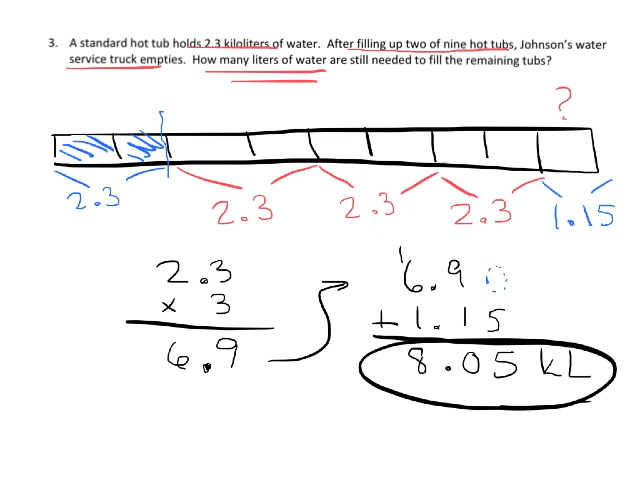 3. A standard hot tub holds 2.3 kiloliters of water. After filling up two of nine hot tubs, Johnson's water
service truck empties. How many liters of water are still needed to fill the remaining tubs?
?
2.3 2.3 2.3 2.3 1.15
2.3
x 3
6.9
1
6.90
+1.15
8.05 kL